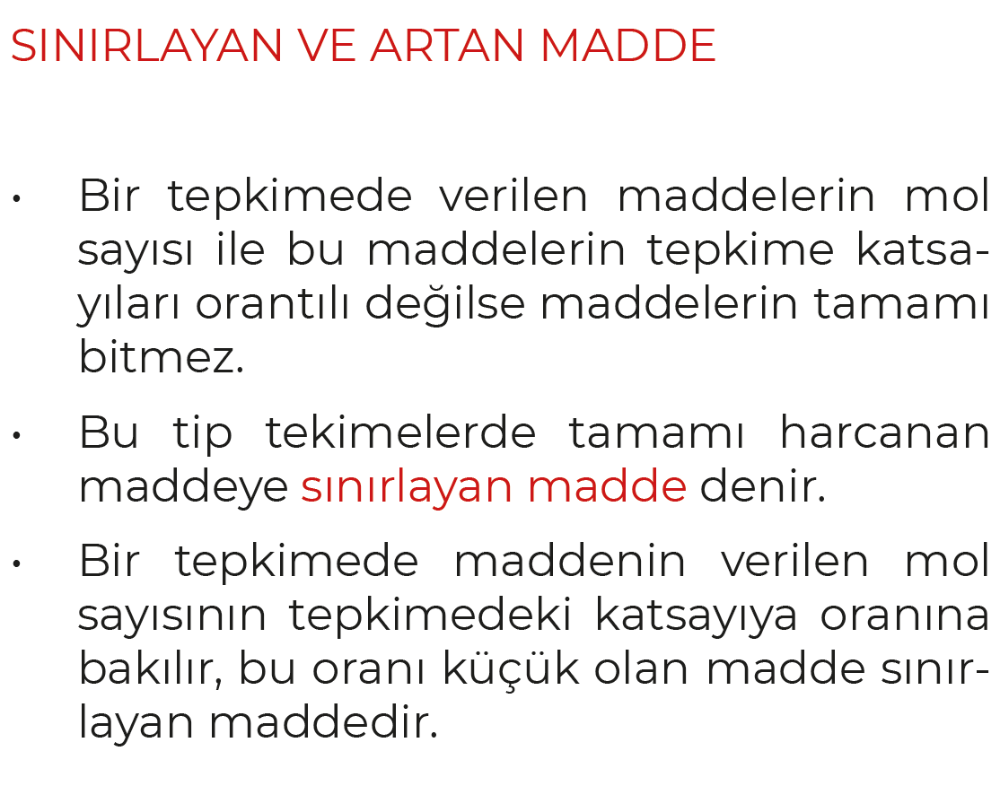 SINIRLAYAN VE ARTAN MADDE
• Bir tepkimede verilen maddelerin mol
sayısı ile bu maddelerin tepkime katsa-
yıları orantılı değilse maddelerin tamamı
bitmez.
• Bu tip tekimelerde tamamı harcanan
maddeye sınırlayan madde denir.
• Bir tepkimede maddenin verilen mol
sayısının tepkimedeki katsayıya oranına
bakılır, bu oranı küçük olan madde sınır-
layan maddedir.